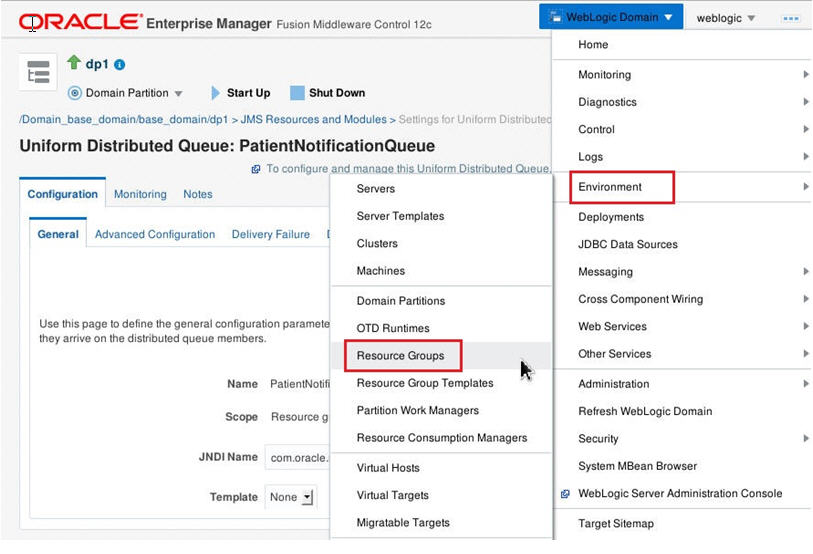 ORACLE Enterprise Manager Fusion Middleware Control 12c
WebLogic Domain
weblogic
dp1
Domain Partition
Start Up
Shut Down
/Domain_base_domain/base_domain/dp1 > JMS Resources and Modules > Settings for Uniform Distributed
Uniform Distributed Queue: PatientNotificationQueue
To configure and manage this Uniform Distributed Queue,
Configuration
Monitoring
Notes
General
Advanced Configuration
Delivery Failure
Use this page to define the general configuration paramete
they arrive on the distributed queue members.
Name PatientNotifi
Scope Resource g
JNDI Name com.oracle.
Template None
Servers
Server Templates
Clusters
Machines
Domain Partitions
OTD Runtimes
Resource Groups
Resource Group Templates
Partition Work Managers
Resource Consumption Managers
Virtual Hosts
Virtual Targets
Migratable Targets
Home
Monitoring
Diagnostics
Control
Logs
Environment
Deployments
JDBC Data Sources
Messaging
Cross Component Wiring
Web Services
Other Services
Administration
Refresh WebLogic Domain
Security
System MBean Browser
WebLogic Server Administration Console
Target Sitemap